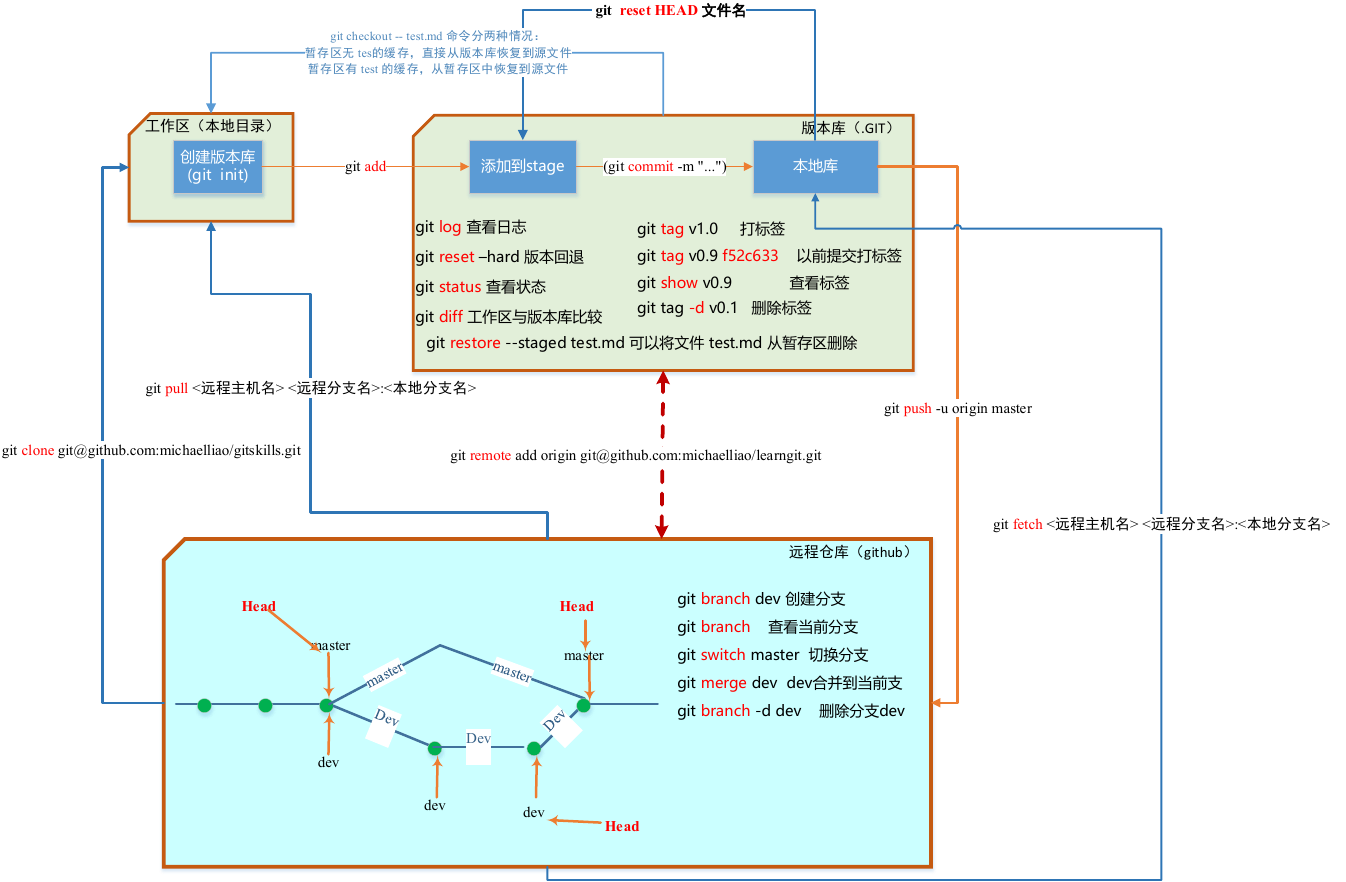 git reset HEAD 文件名
git checkout -- test.md 命令分两种情况：
暂存区无 tes的缓存，直接从版本库恢复到源文件
暂存区有 test 的缓存，从暂存区中恢复到源文件
工作区（本地目录）
创建版本库
(git init)
git add
版本库（.GIT）
添加到stage
(git commit -m "...")
本地库
git log 查看日志
git reset –hard 版本回退
git status 查看状态
git diff 工作区与版本库比较
git tag v1.0 打标签
git tag v0.9 f52c633 以前提交打标签
git show v0.9 查看标签
git tag -d v0.1 删除标签
git restore --staged test.md 可以将文件 test.md 从暂存区删除
git pull <远程主机名> <远程分支名>:<本地分支名>
git push -u origin master
git clone git@github.com:michaelliao/gitskills.git
git remote add origin git@github.com:michaelliao/learngit.git
git fetch <远程主机名> <远程分支名>:<本地分支名>
远程仓库（github）
Head
master
Head
master
master
master
Dev
Dev
Dev
dev
dev
dev
Head
git branch dev 创建分支
git branch 查看当前分支
git switch master 切换分支
git merge dev dev合并到当前支
git branch -d dev 删除分支dev